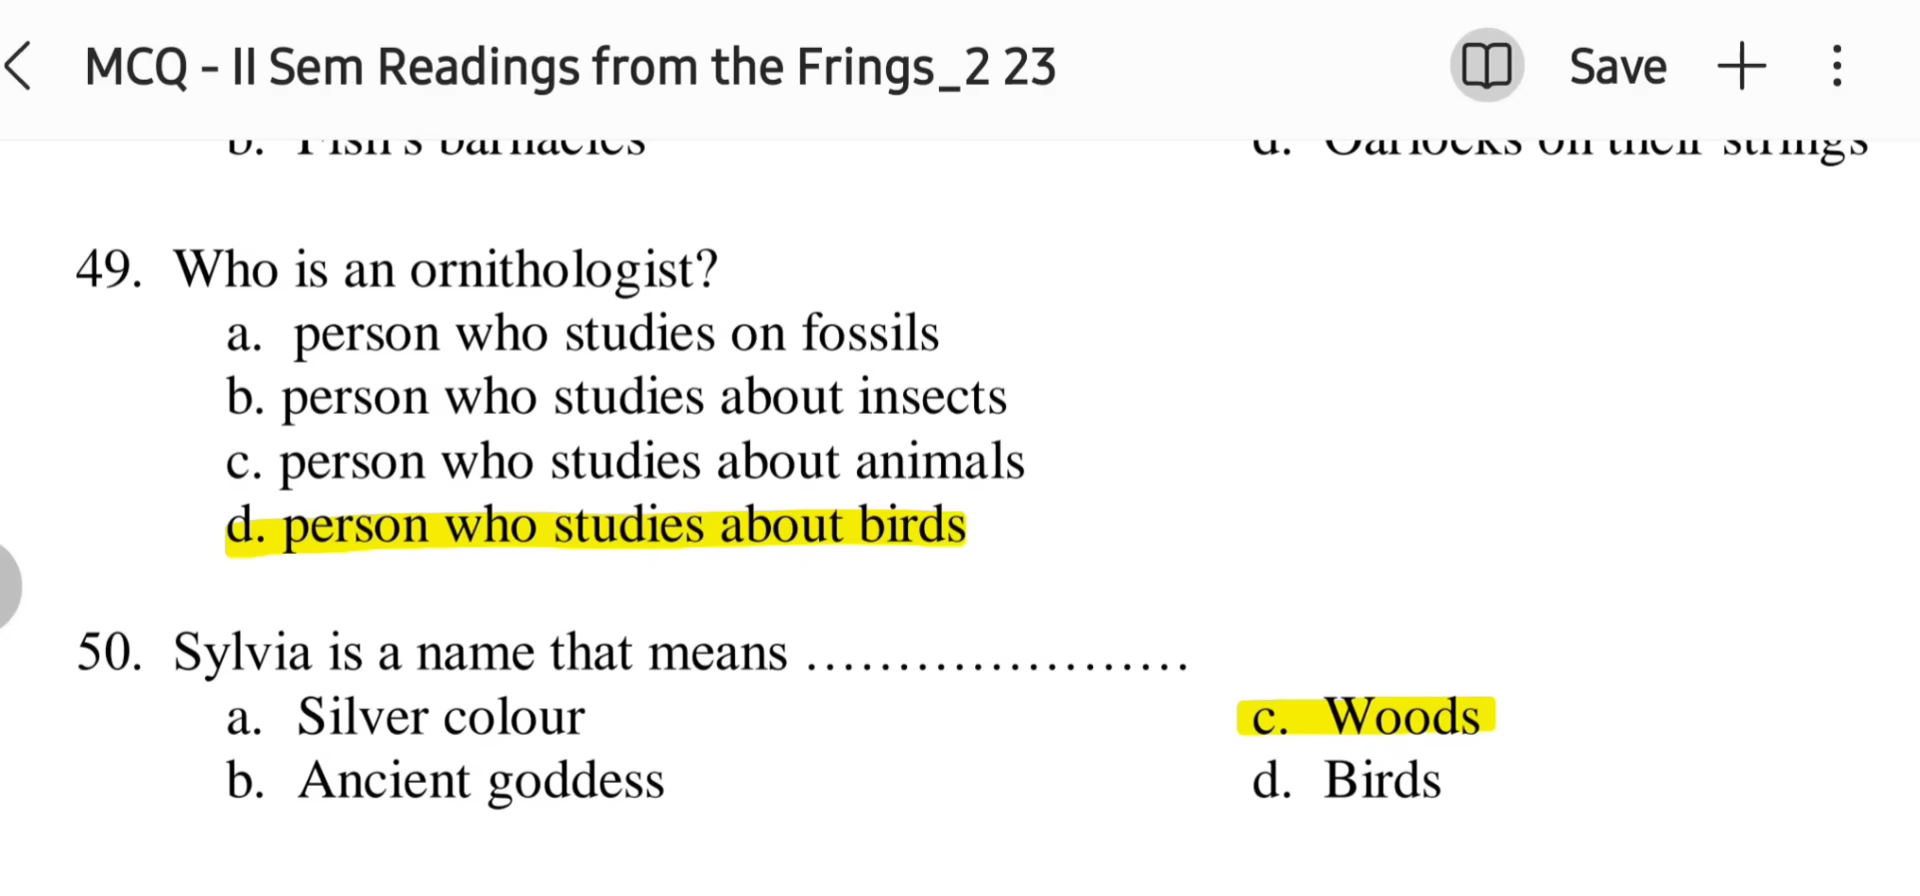 MCQ - II Sem Readings from the Frings_2 23
Save
b. Fish's barnacles
d. Oarlocks on their strings
49. Who is an ornithologist?
a. person who studies on fossils
b. person who studies about insects
c. person who studies about animals
d. person who studies about birds
50. Sylvia is a name that means .....................
a. Silver colour
c. Woods
b. Ancient goddess
d. Birds